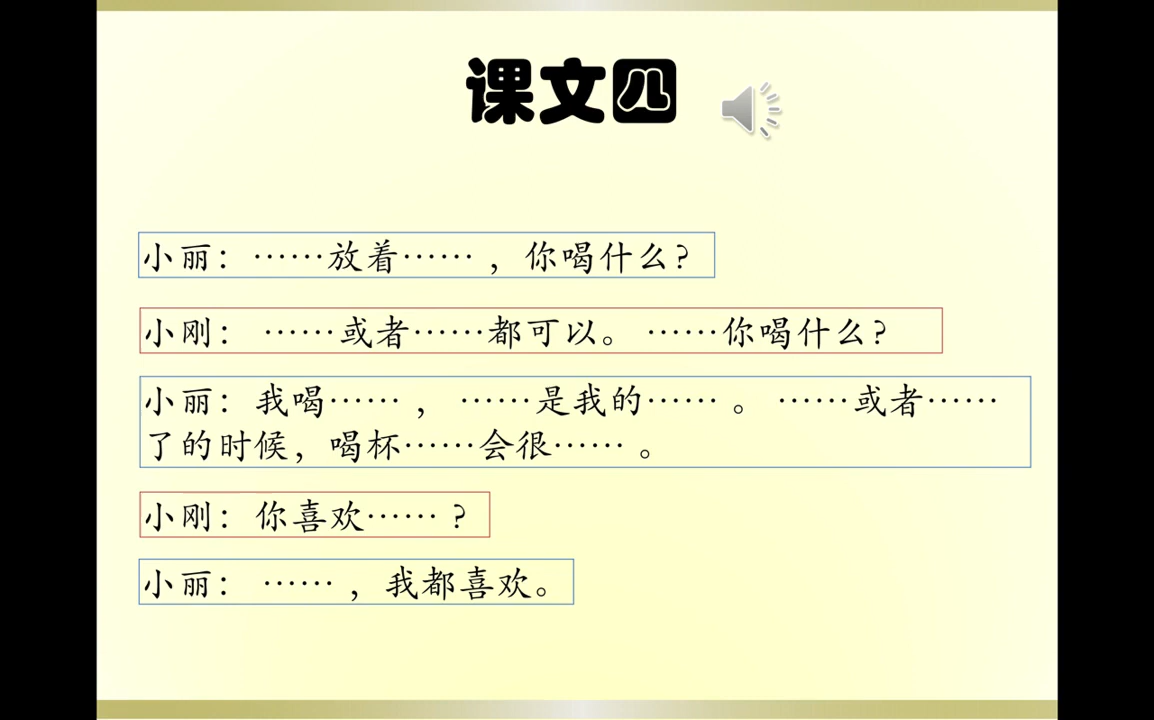 课文四
小丽：……放着……，你喝什么?
小刚： ……或者……都可以。……你喝什么?
小丽：我喝……， ……是我的……。……或者……
了的时候，喝杯……会很……。
小刚：你喜欢……?
小丽： ……，我都喜欢。